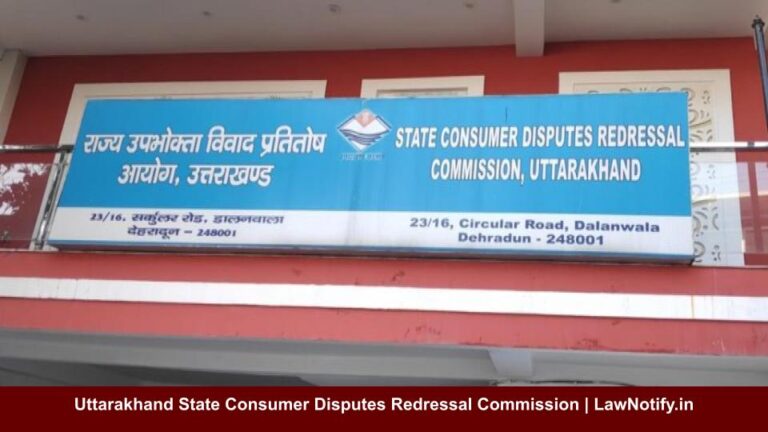 राज्य उपभोक्ता विवाद प्रतितोष
आयोग, उत्तराखण्ड
23/16, सर्कुलर रोड, डालनवाला
देहरादून - 248001
STATE CONSUMER DISPUTES REDRESSAL
COMMISSION, UTTARAKHAND
23/16, Circular Road, Dalanwala
Dehradun - 248001
Uttarakhand State Consumer Disputes Redressal Commission | LawNotify.in